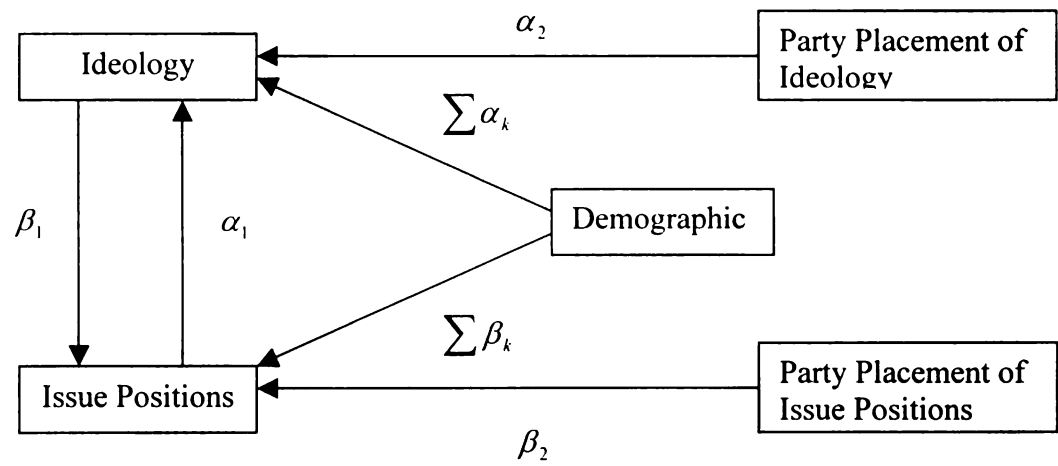 α₂
Party Placement of
Ideology
Ideology
∑ αₖ
β₁
α₁
Demographic
∑ βₖ
Issue Positions
Party Placement of
Issue Positions
β₂